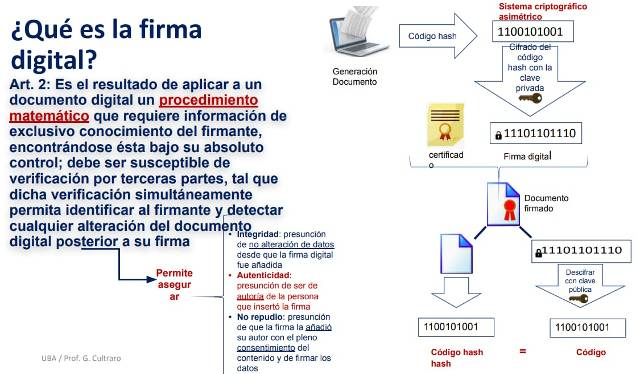 ¿Qué es la firma
digital?
Art. 2: Es el resultado de aplicar a un
documento digital un procedimiento
matemático que requiere información de
exclusivo conocimiento del firmante,
encontrándose ésta bajo su absoluto
control; debe ser susceptible de
verificación por terceras partes, tal que
dicha verificación simultáneamente
permita identificar al firmante y detectar
cualquier alteración del documento
digital posterior a su firma
Permite
asegur
ar
• Integridad: presunción
de no alteración de datos
desde que la firma digital
fue añadida
• Autenticidad:
presunción de ser de
autoría de la persona
que insertó la firma
• No repudio: presunción
de que la firma la añadió
su autor con el pleno
consentimiento del
contenido y de firmar los
datos
UBA / Prof. G. Cultraro
Generación
Documento
Código hash
Sistema criptográfico
asimétrico
1100101001
Cifrado del
código
hash con la
clave
privada
11101101110
certificad
o
Firma digital
Documento
firmado
11101101110
Descifrar
con clave
pública
1100101001
1100101001
Código hash = Código
hash